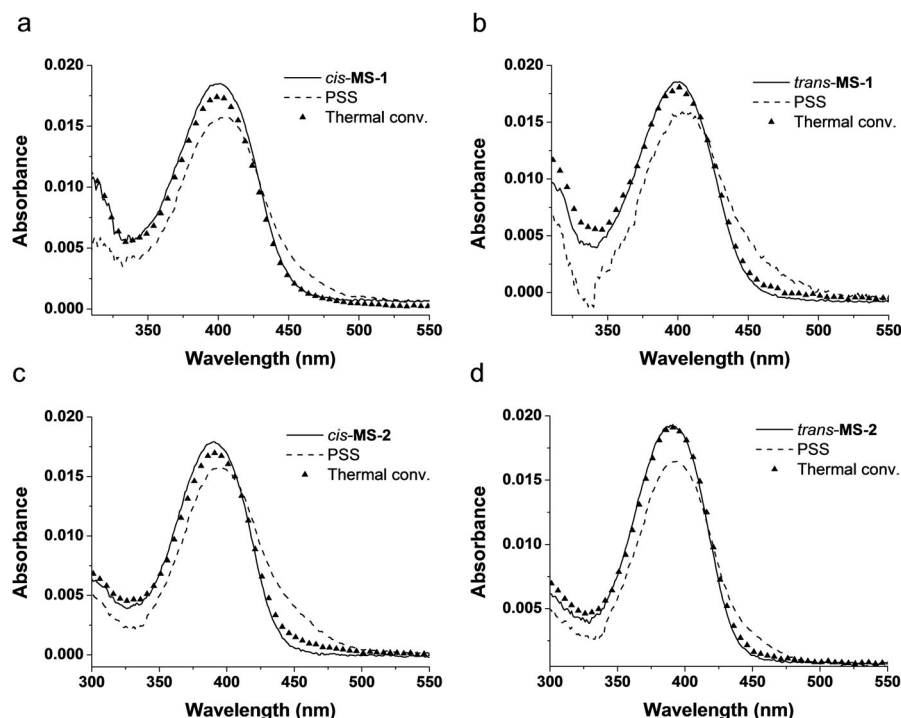 a
0.020
0.015
0.010
0.005
0.000
Absorbance
cis-MS-1
PSS
Thermal conv.
350 400 450 500 550
Wavelength (nm)
b
0.020
0.015
0.010
0.005
0.000
Absorbance
trans-MS-1
PSS
Thermal conv.
350 400 450 500 550
Wavelength (nm)
c
0.020
0.015
0.010
0.005
0.000
Absorbance
cis-MS-2
PSS
Thermal conv.
300 350 400 450 500 550
Wavelength (nm)
d
0.020
0.015
0.010
0.005
Absorbance
trans-MS-2
PSS
Thermal conv.
300 350 400 450 500 550
Wavelength (nm)